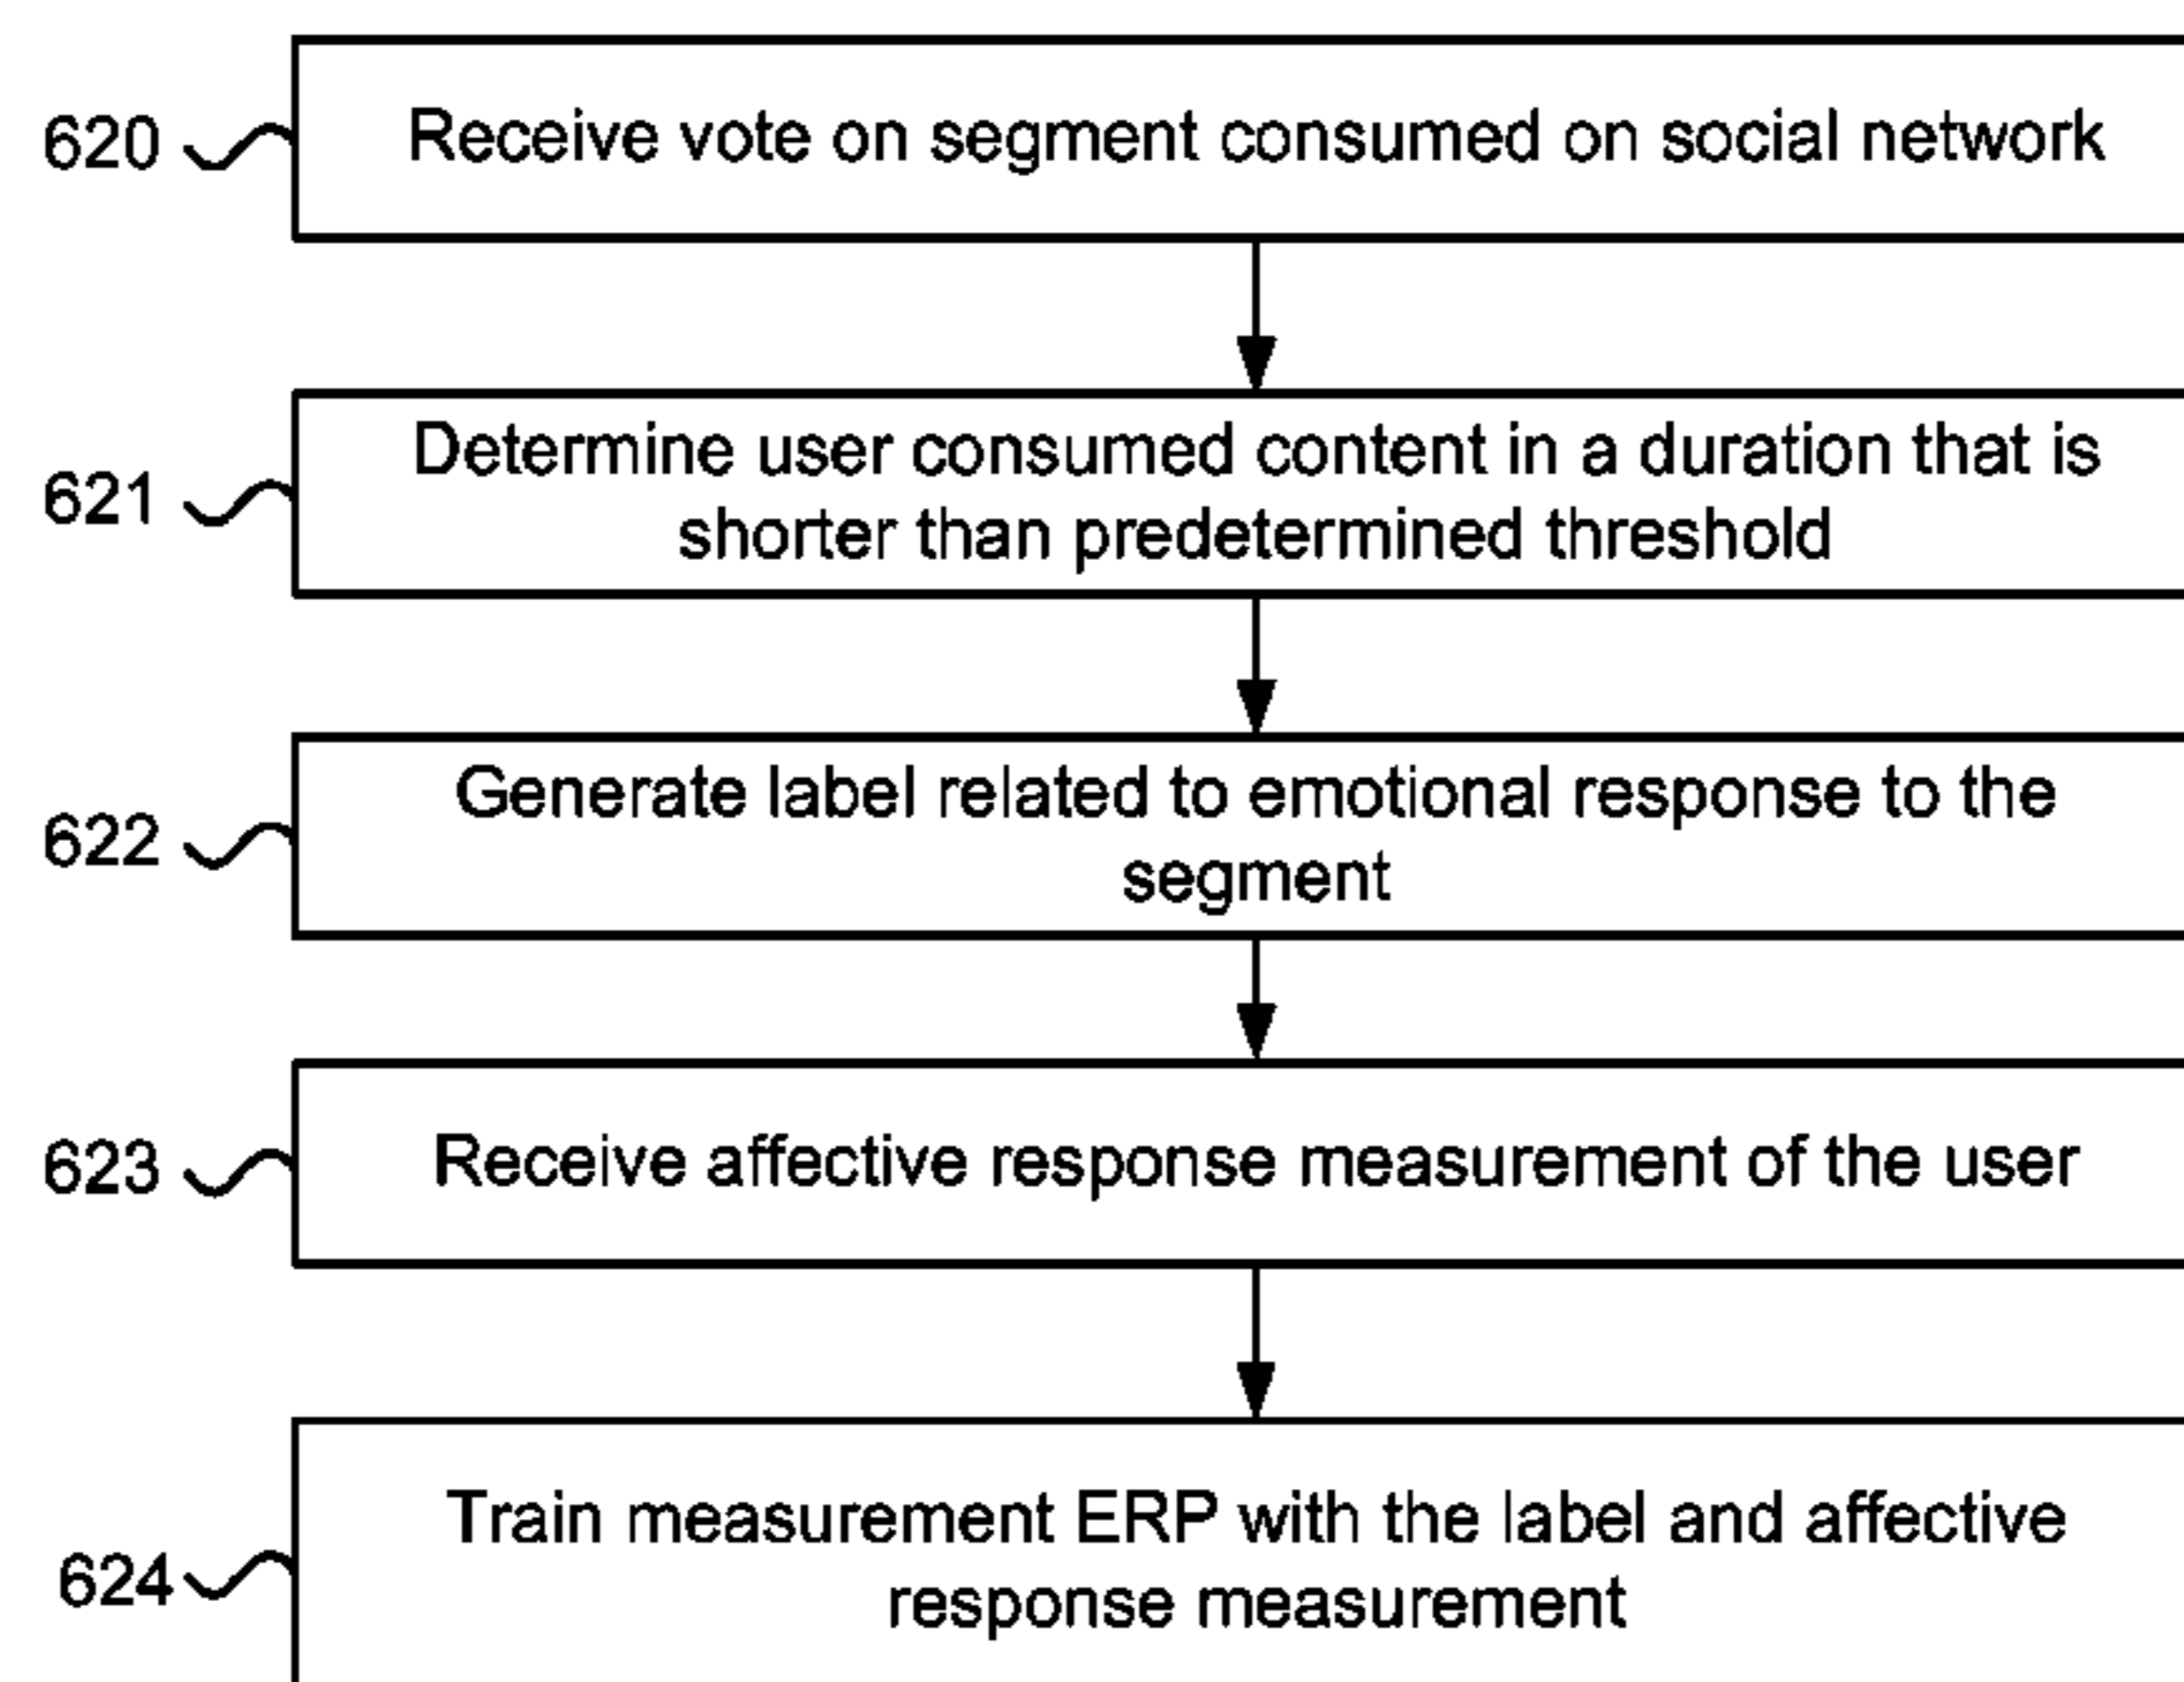 620
Receive vote on segment consumed on social network
621
Determine user consumed content in a duration that is
shorter than predetermined threshold
622
Generate label related to emotional response to the
segment
623
Receive affective response measurement of the user
624
Train measurement ERP with the label and affective
response measurement